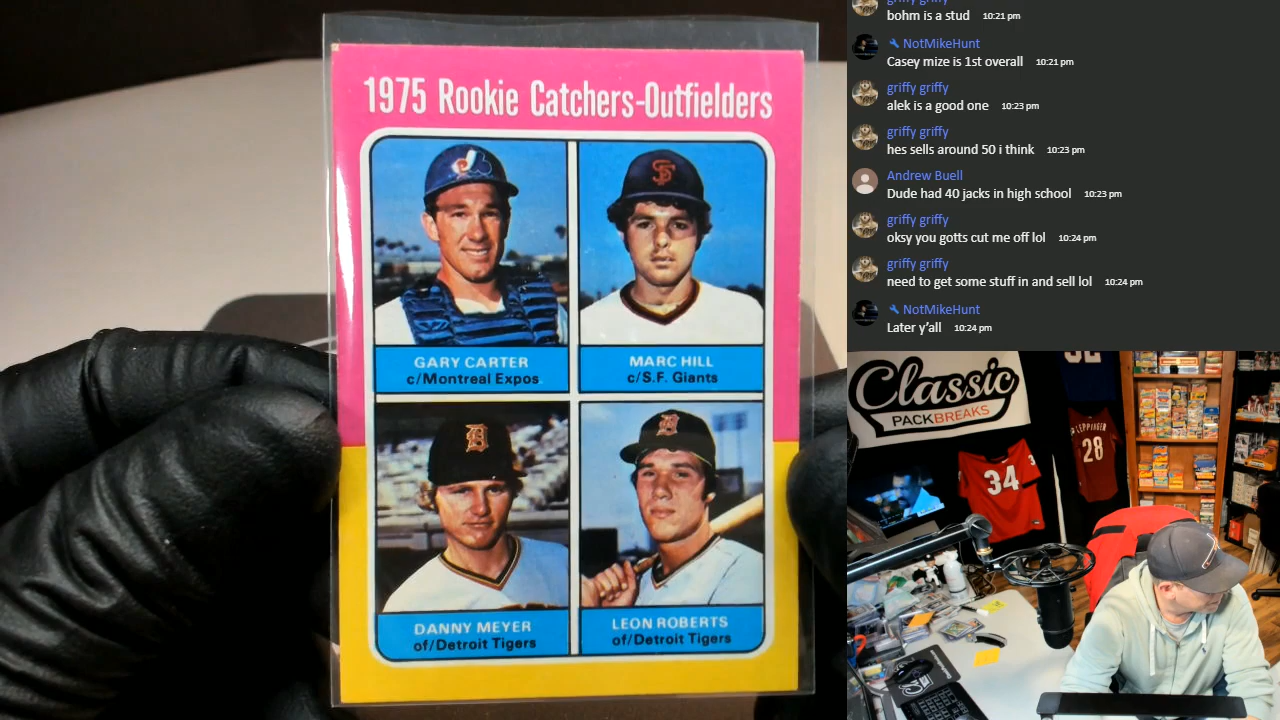 1975 Rookie Catchers-Outfielders
GARY CARTER
c/Montreal Expos
MARC HILL
c/S.F. Giants
DANNY MEYER
of/Detroit Tigers
LEON ROBERTS
of/Detroit Tigers
griffy griffy
bohm is a stud 10:21 pm
NotMikeHunt
Casey mize is 1st overall 10:21 pm
griffy griffy
alek is a good one 10:23 pm
griffy griffy
hes sells around 50 i think 10:23 pm
Andrew Buell
Dude had 40 jacks in high school 10:23 pm
griffy griffy
oksy you gotts cut me off lol 10:24 pm
griffy griffy
need to get some stuff in and sell lol 10:24 pm
NotMikeHunt
Later y'all 10:24 pm
Classic
PACKBREAKS
34
LEPPINGER
28